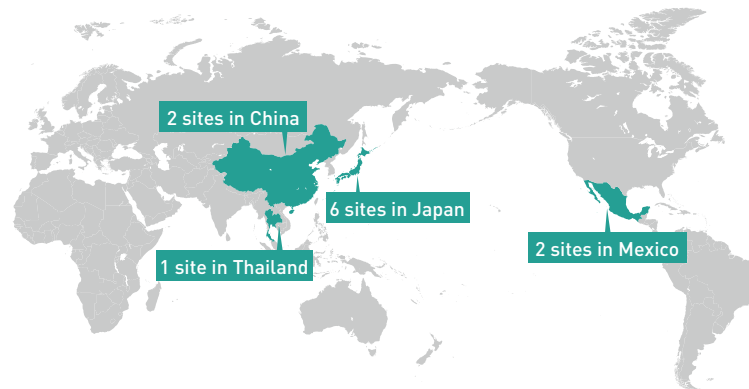 2 sites in China
6 sites in Japan
2 sites in Mexico
1 site in Thailand